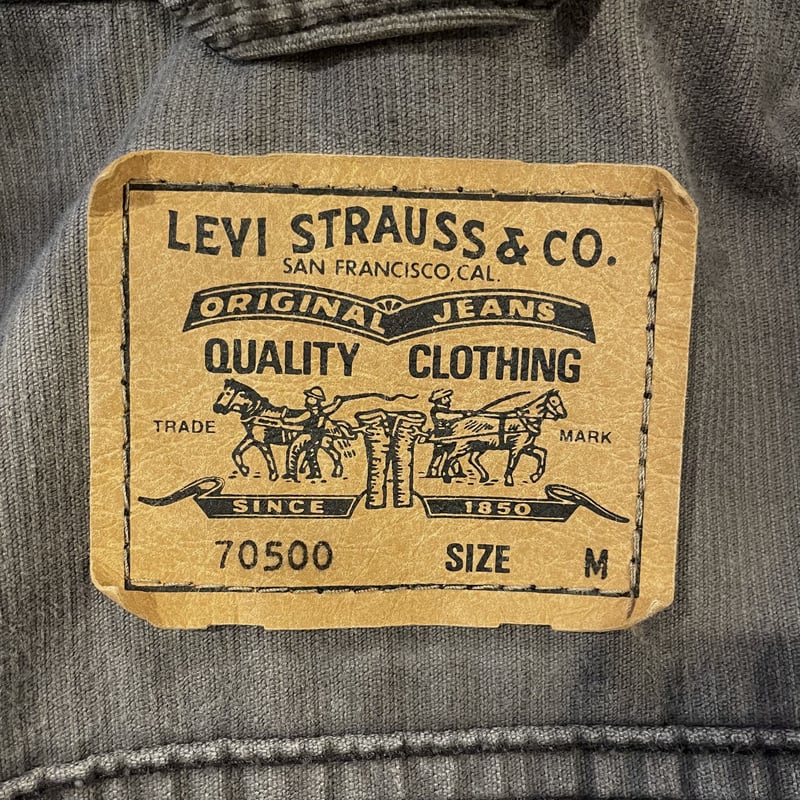 LEVI STRAUSS & CO.
SAN FRANCISCO, CAL.
ORIGINAL JEANS
QUALITY CLOTHING
TRADE MARK
SINCE 1850
70500 SIZE M